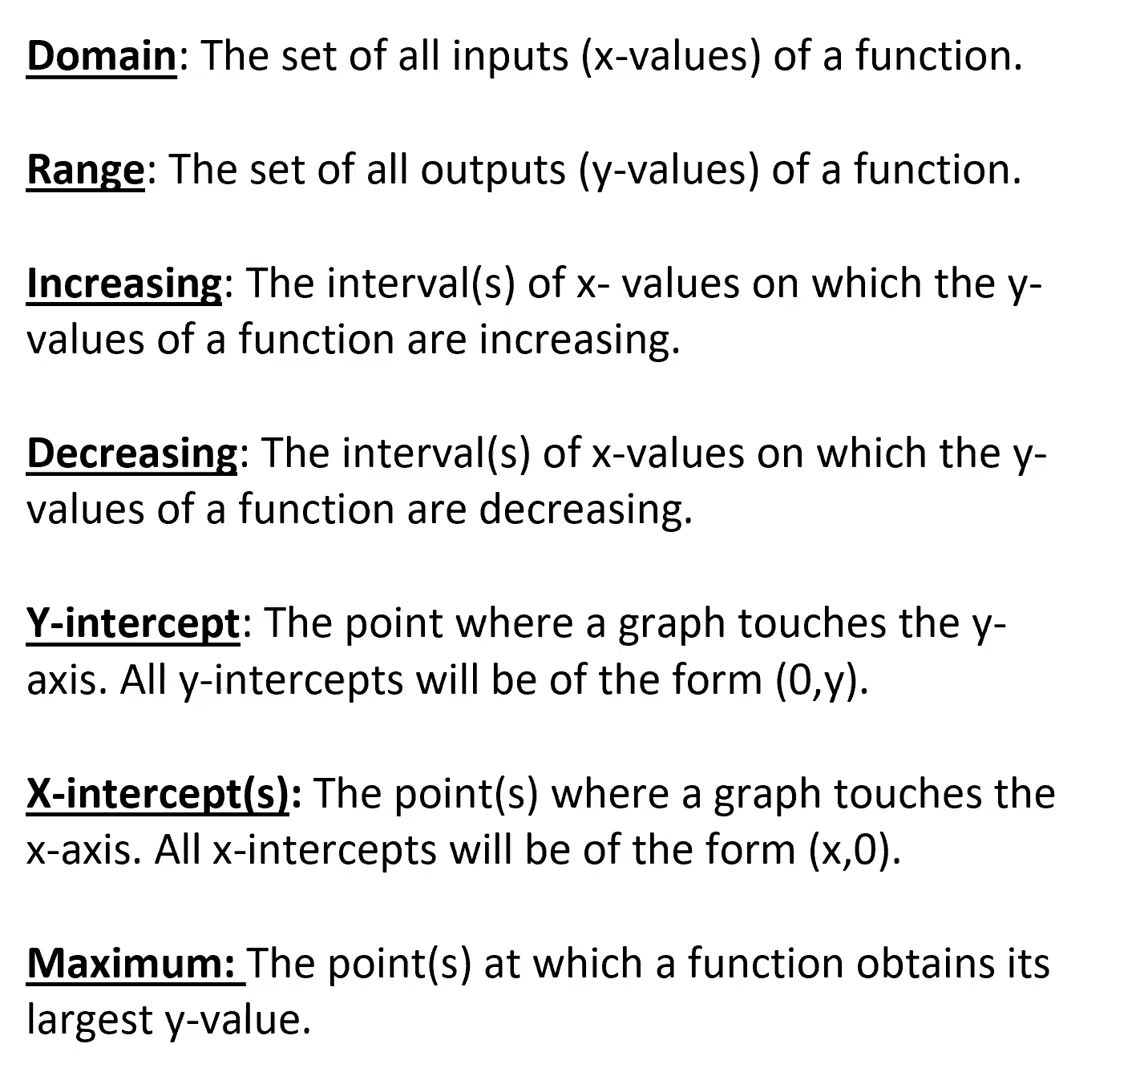 Domain: The set of all inputs (x-values) of a function.
Range: The set of all outputs (y-values) of a function.
Increasing: The interval(s) of x- values on which the y-
values of a function are increasing.
Decreasing: The interval(s) of x-values on which the y-
values of a function are decreasing.
Y-intercept: The point where a graph touches the y-
axis. All y-intercepts will be of the form (0,y).
X-intercept(s): The point(s) where a graph touches the
x-axis. All x-intercepts will be of the form (x,0).
Maximum: The point(s) at which a function obtains its
largest y-value.